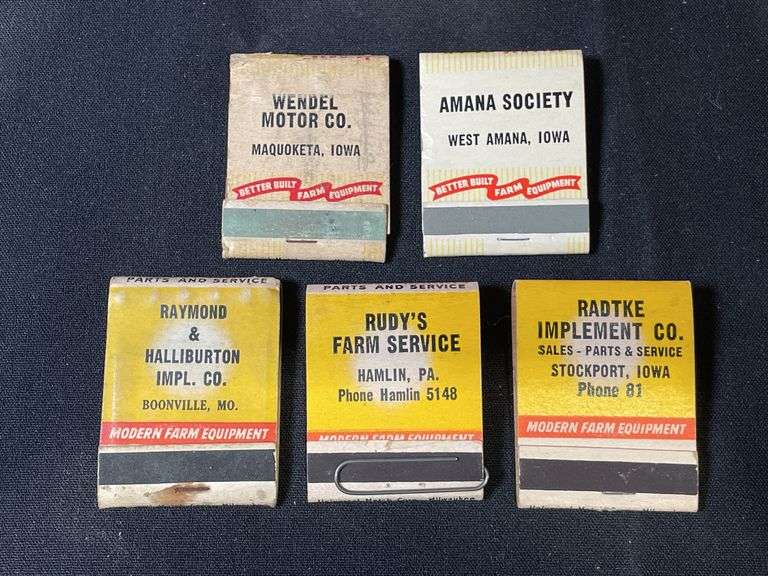 WENDEL
MOTOR CO.
MAQUOKETA, IOWA
BETTER BUILT FARM EQUIPMENT
AMANA SOCIETY
WEST AMANA, IOWA
BETTER BUILT FARM EQUIPMENT
PARTS AND SERVICE
RAYMOND
&
HALLIBURTON
IMPL. CO.
BOONVILLE, MO.
MODERN FARM EQUIPMENT
PARTS AND SERVICE
RUDY'S
FARM SERVICE
HAMLIN, PA.
Phone Hamlin 5148
MODERN FARM EQUIPMENT
RADTKE
IMPLEMENT CO.
SALES - PARTS & SERVICE
STOCKPORT, IOWA
Phone 81
MODERN FARM EQUIPMENT